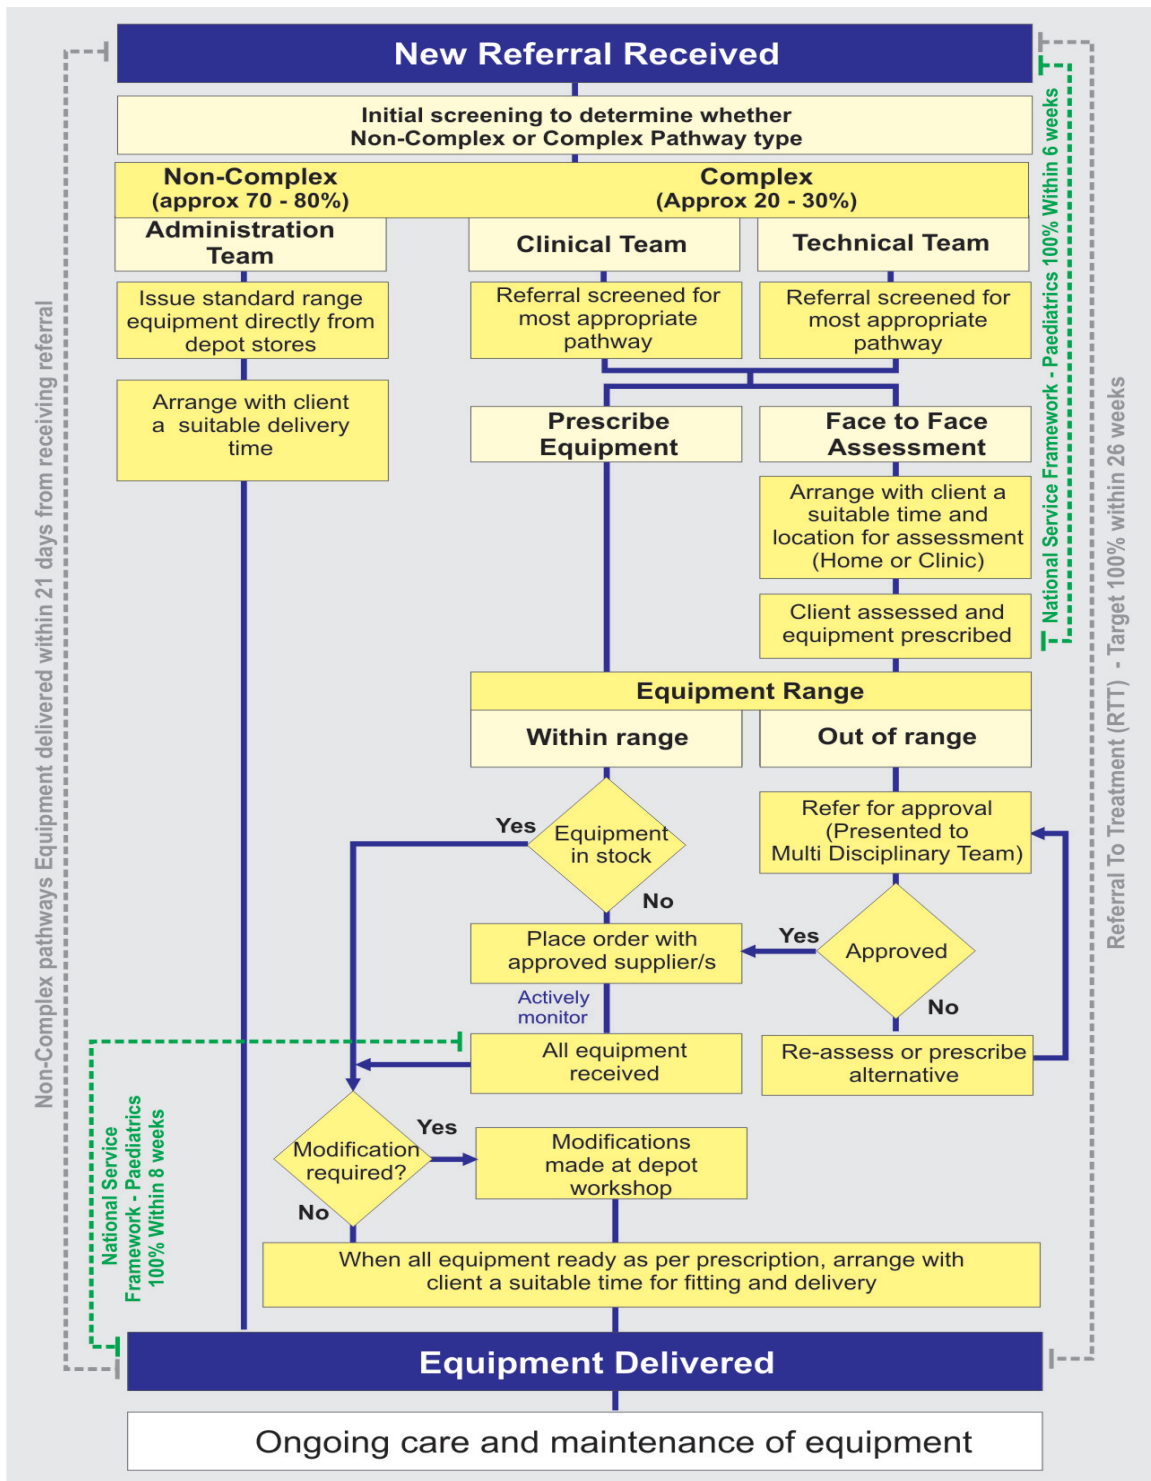 New Referral Received
Initial screening to determine whether
Non-Complex or Complex Pathway type
Non-Complex
(approx 70 - 80%)
Complex
(Approx 20 - 30%)
Administration
Team
Clinical Team
Technical Team
Issue standard range
equipment directly from
depot stores
Referral screened for
most appropriate
pathway
Referral screened for
most appropriate
pathway
Arrange with client
a suitable delivery
time
Prescribe
Equipment
Face to Face
Assessment
Arrange with client a
suitable time and
location for assessment
(Home or Clinic)
Client assessed and
equipment prescribed
Equipment Range
Within range
Out of range
Yes
Equipment
in stock
No
Refer for approval
(Presented to
Multi Disciplinary Team)
Place order with
approved supplier/s
Yes
Approved
No
Actively
monitor
All equipment
received
Re-assess or prescribe
alternative
Modification
required?
Yes
No
Modifications
made at depot
workshop
When all equipment ready as per prescription, arrange with
client a suitable time for fitting and delivery
Equipment Delivered
Ongoing care and maintenance of equipment
Non-Complex pathways Equipment delivered within 21 days from receiving referral
National Service
Framework - Paediatrics
100% Within 8 weeks
National Service Framework - Paediatrics 100% Within 6 weeks
Referral To Treatment (RTT) - Target 100% within 26 weeks